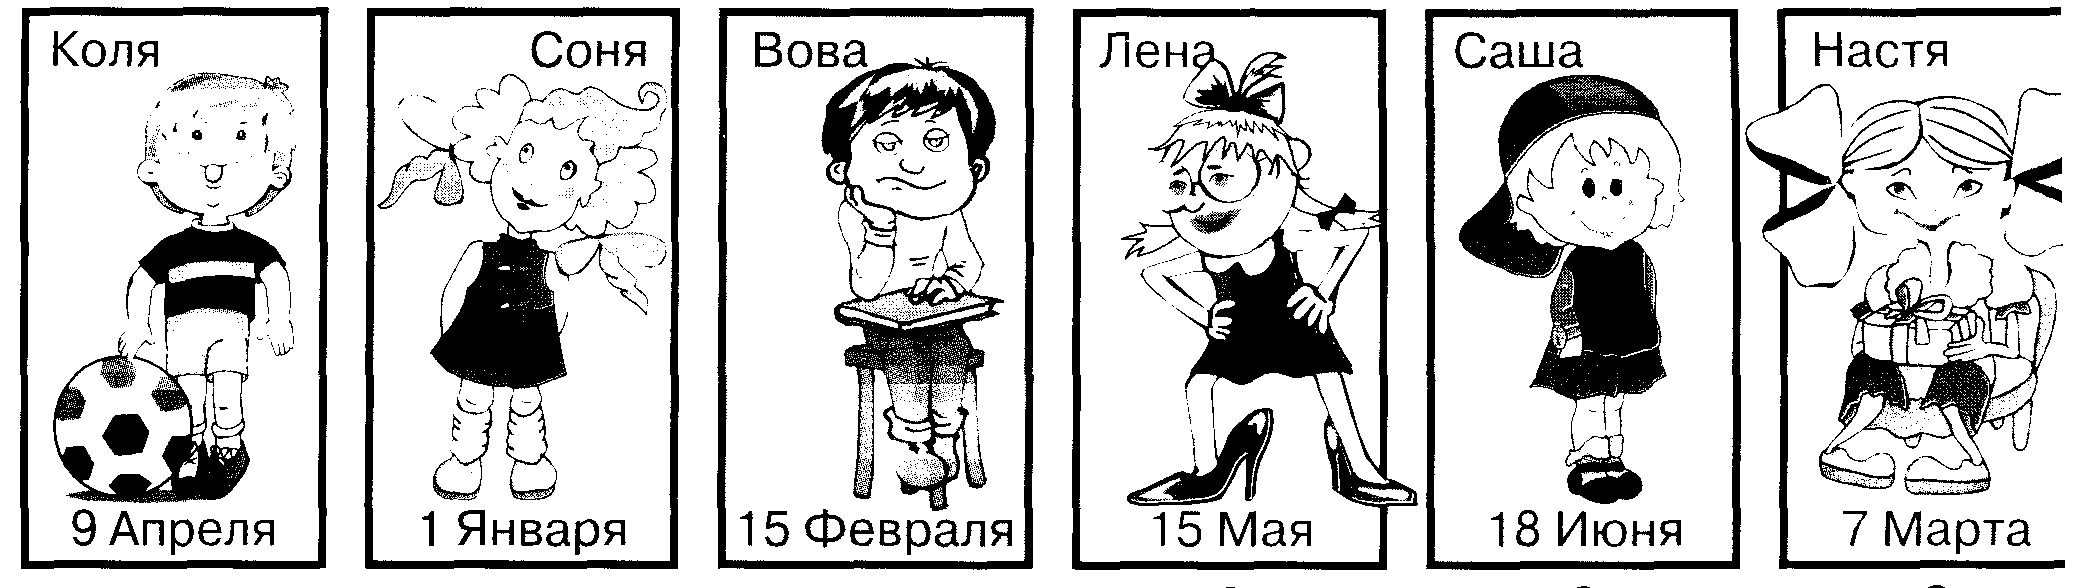 Коля
Соня
Вова
Лена
Саша
Настя
9 Апреля
1 Января
15 Февраля
15 Мая
18 Июня
7 Марта